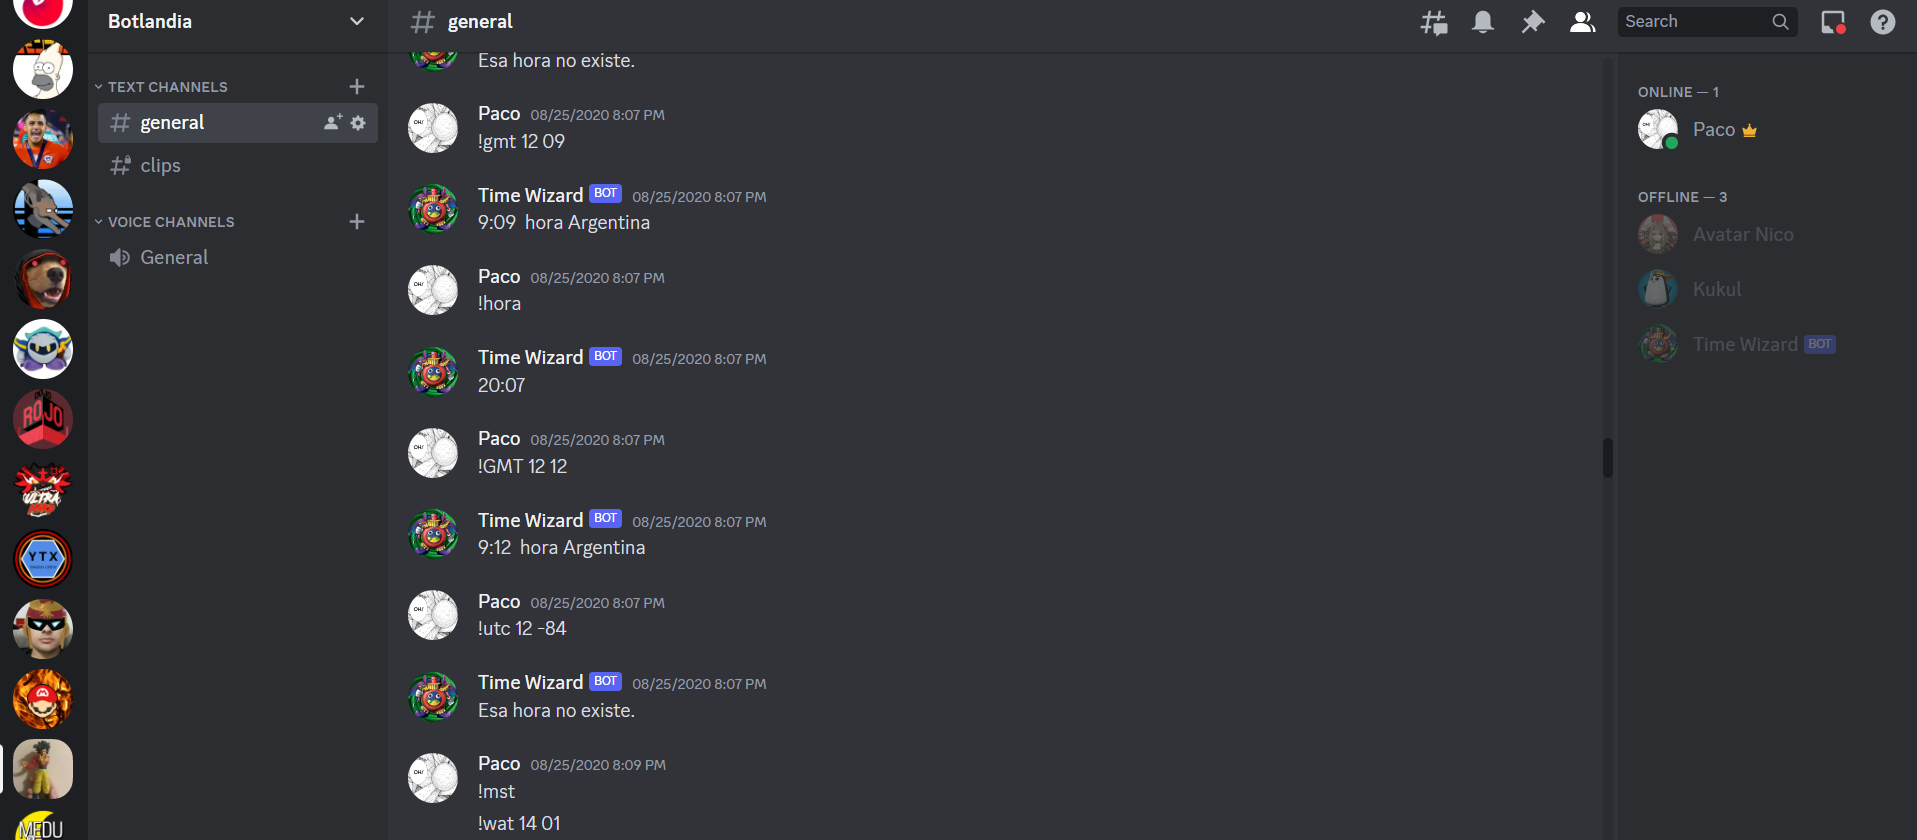 Botlandia
TEXT CHANNELS
general
clips
VOICE CHANNELS
General
general
Search
Esa hora no existe.
Paco 08/25/2020 8:07 PM
!gmt 12 09
Time Wizard BOT 08/25/2020 8:07 PM
9:09 hora Argentina
Paco 08/25/2020 8:07 PM
!hora
Time Wizard BOT 08/25/2020 8:07 PM
20:07
Paco 08/25/2020 8:07 PM
!GMT 12 12
Time Wizard BOT 08/25/2020 8:07 PM
9:12 hora Argentina
Paco 08/25/2020 8:07 PM
!utc 12 -84
Time Wizard BOT 08/25/2020 8:07 PM
Esa hora no existe.
Paco 08/25/2020 8:09 PM
!mst
!wat 14 01
ONLINE — 1
Paco
OFFLINE — 3
Avatar Nico
Kukul
Time Wizard BOT
ROJO
ULTRA
YTX
MEDU